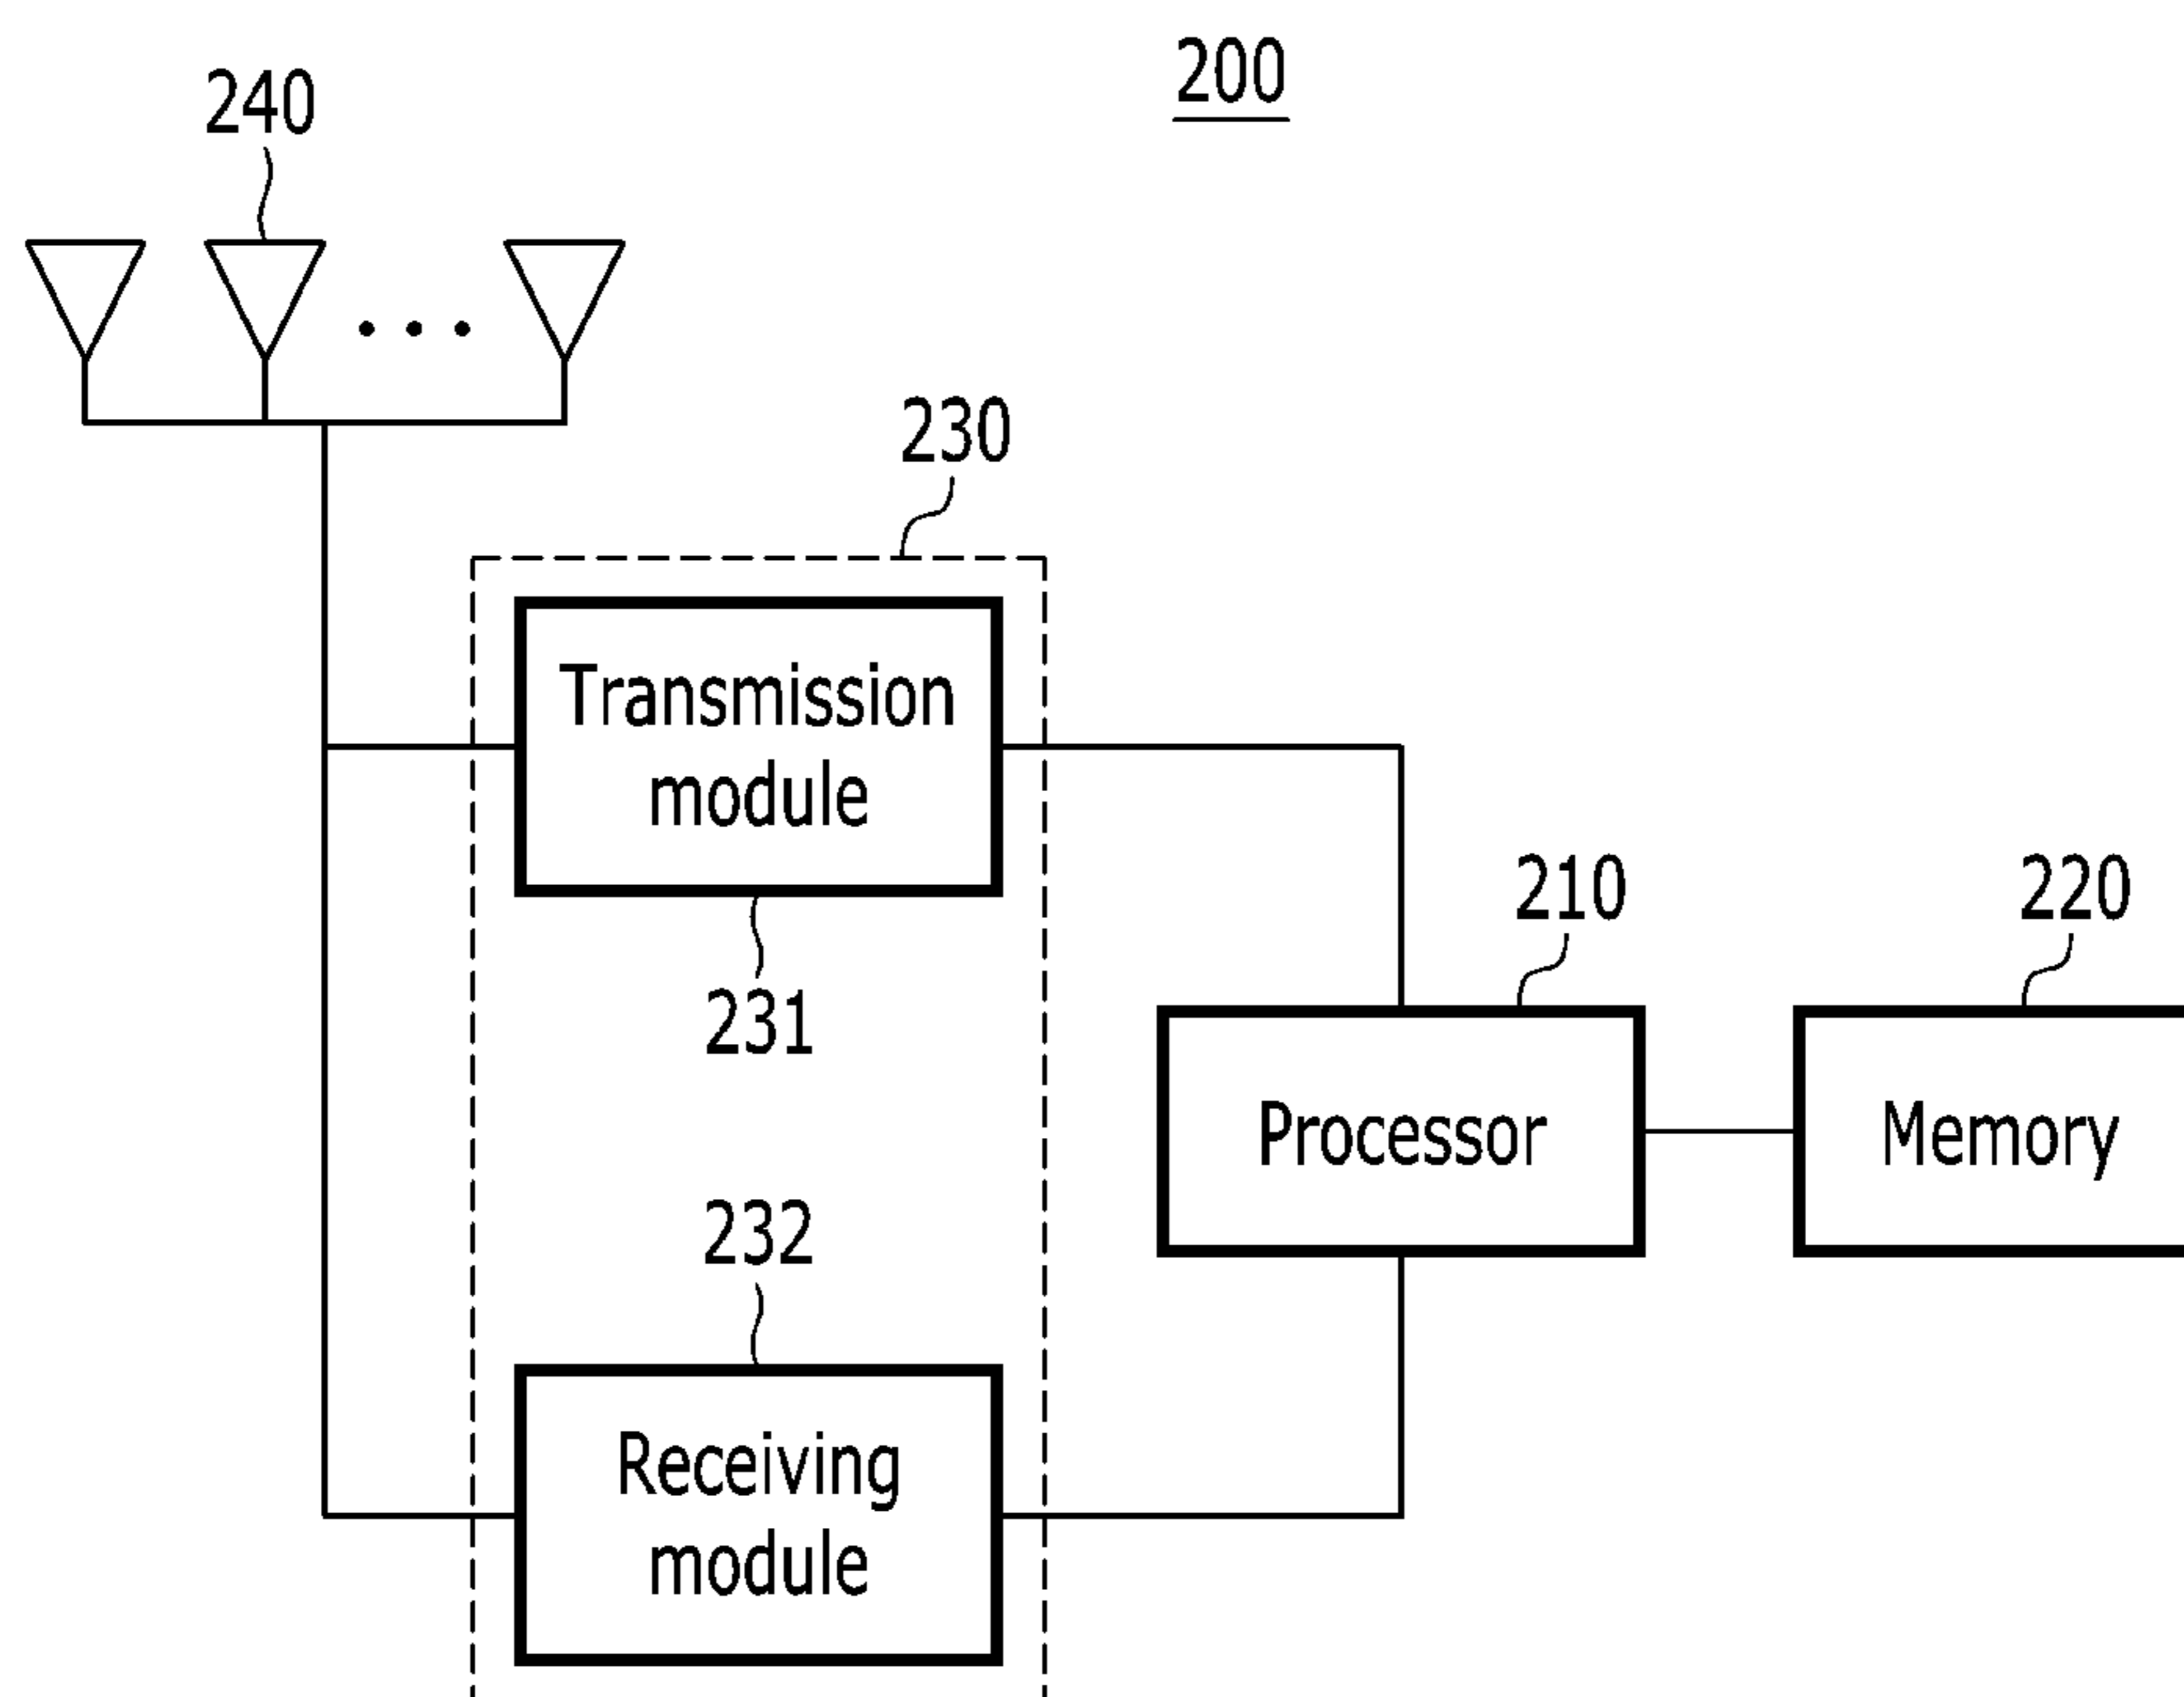 200
240
230
Transmission
module
231
210
220
Processor
Memory
232
Receiving
module